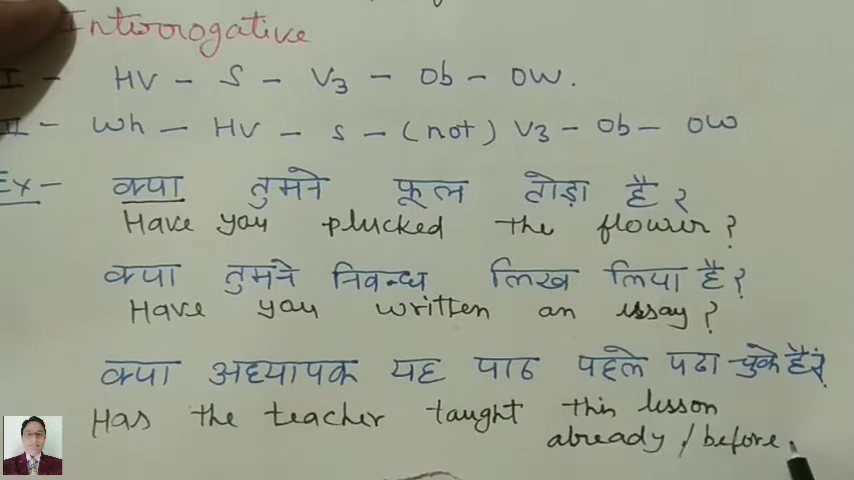 Interrogative
I - HV - S - V3 - Ob - OW.
II - Wh - HV - S - (not) V3 - Ob - OW
Ex - क्या तुमने फूल तोड़ा है?
Have you plucked the flower?
क्या तुमने निबन्ध लिख लिया है?
Have you written an essay?
क्या अध्यापक यह पाठ पहले पढा चुके हैं?
Has the teacher taught this lesson
already / before